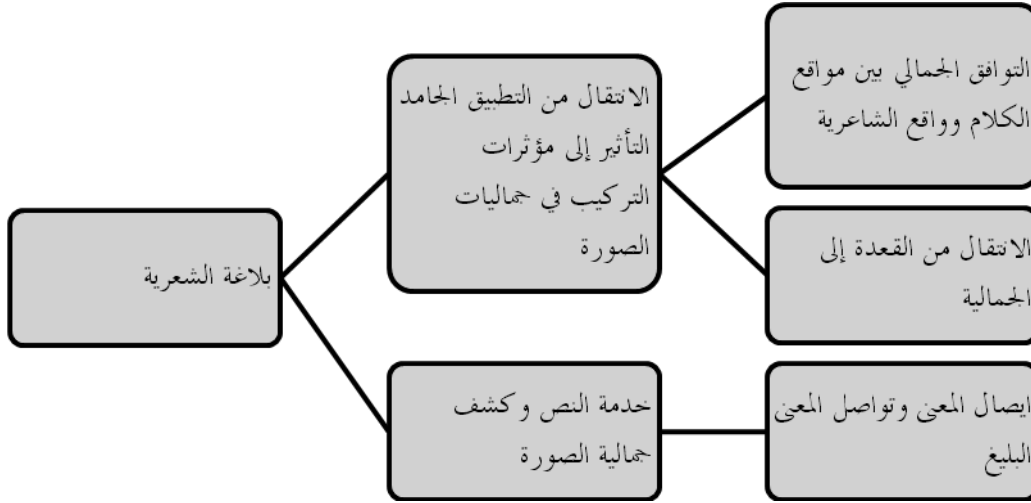 بلاغة الشعرية
الانتقال من التطبيق الجامد
التأثير إلى مؤثرات
التركيب في جماليات
الصورة
التوافق الجمالي بين مواقع
الكلام وواقع الشاعرية
الانتقال من القعدة إلى
الجمالية
خدمة النص وكشف
جمالية الصورة
ايصال المعنى وتواصل المعنى
البليغ